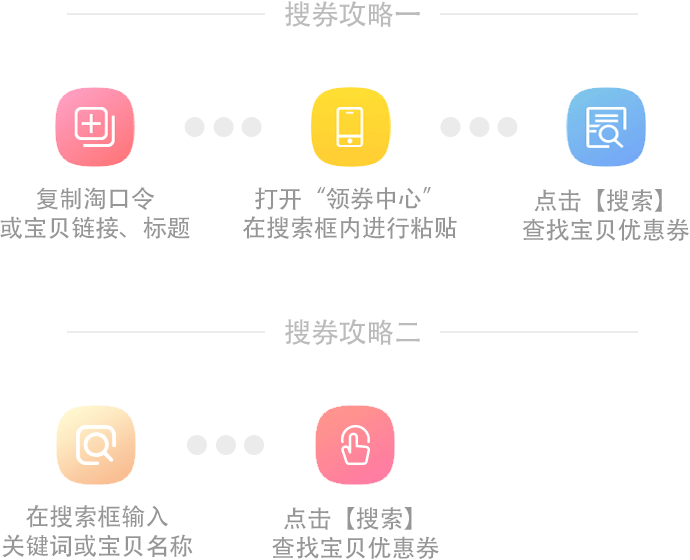 搜券攻略一
复制淘口令
或宝贝链接、标题
打开“领券中心”
在搜索框内进行粘贴
点击【搜索】
查找宝贝优惠券
搜券攻略二
在搜索框输入
关键词或宝贝名称
点击【搜索】
查找宝贝优惠券